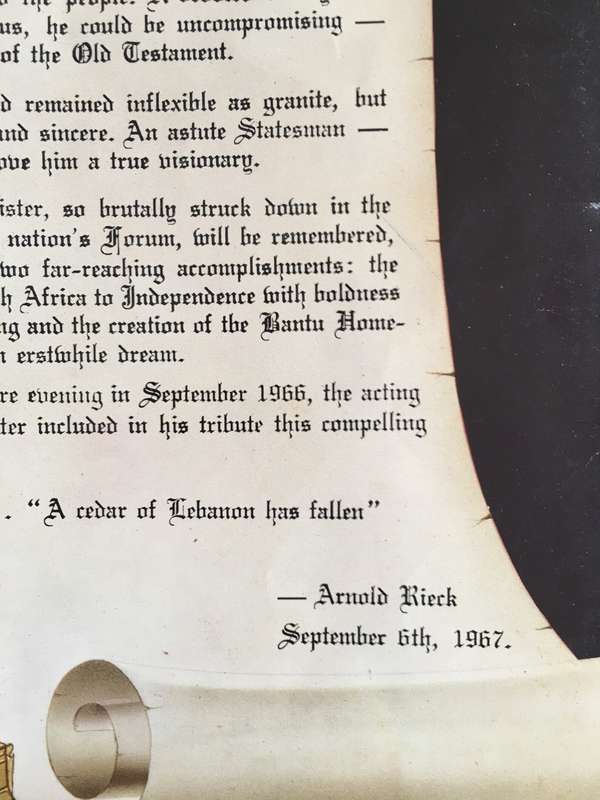 the people. A
us, he could be uncompromising —
of the Old Testament.
d remained inflexible as granite, but
and sincere. An astute Statesman —
ove him a true visionary.
ister, so brutally struck down in the
nation's Forum, will be remembered,
wo far-reaching accomplishments: the
h Africa to Independence with boldness
ng and the creation of the Bantu Home-
n erstwhile dream.
re evening in September 1966, the acting
ter included in his tribute this compelling
. “A cedar of Lebanon has fallen”
— Arnold Rieck
September 6th, 1967.